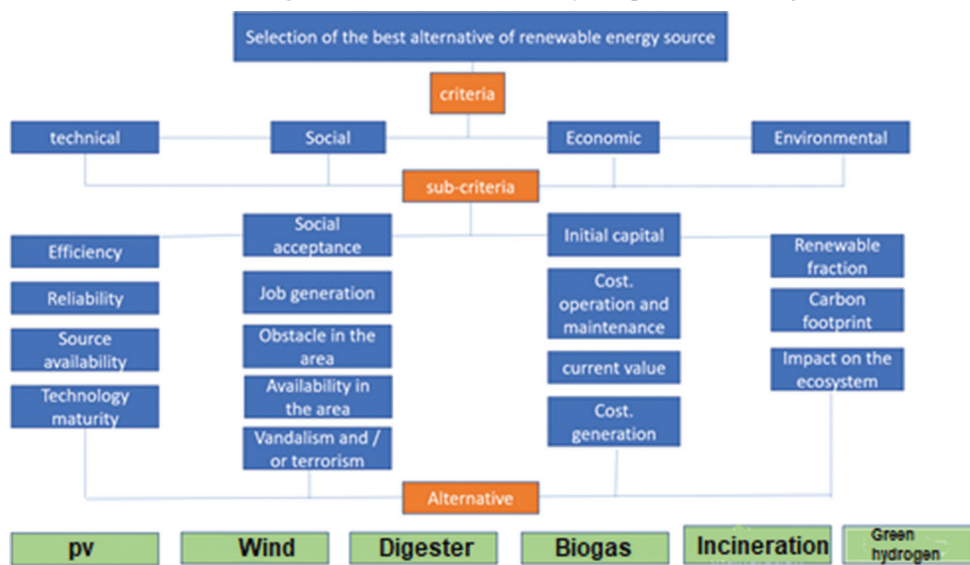 Selection of the best alternative of renewable energy source
criteria
technical
Social
Economic
Environmental
sub-criteria
Efficiency
Reliability
Source
availability
Technology
maturity
Social
acceptance
Job generation
Obstacle in the
area
Availability in
the area
Vandalism and /
or terrorism
Initial capital
Cost.
operation and
maintenance
current value
Cost.
generation
Renewable
fraction
Carbon
footprint
Impact on the
ecosystem
Alternative
pv
Wind
Digester
Biogas
Incineration
Green
hydrogen